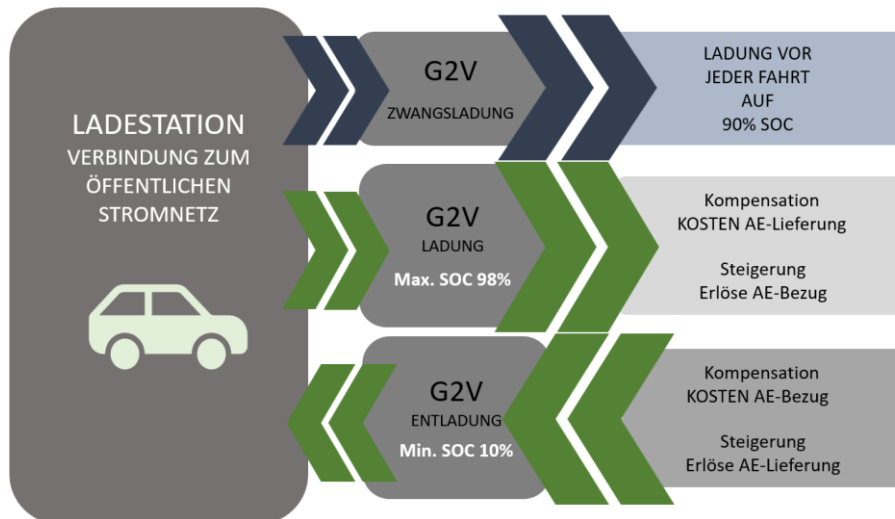 LADESTATION
VERBINDUNG ZUM
ÖFFENTLICHEN
STROMNETZ
G2V
ZWANGSLADUNG
LADUNG VOR
JEDER FAHRT
AUF
90% SOC
G2V
LADUNG
Max. SOC 98%
Kompensation
KOSTEN AE-Lieferung
Steigerung
Erlöse AE-Bezug
G2V
ENTLADUNG
Min. SOC 10%
Kompensation
KOSTEN AE-Bezug
Steigerung
Erlöse AE-Lieferung